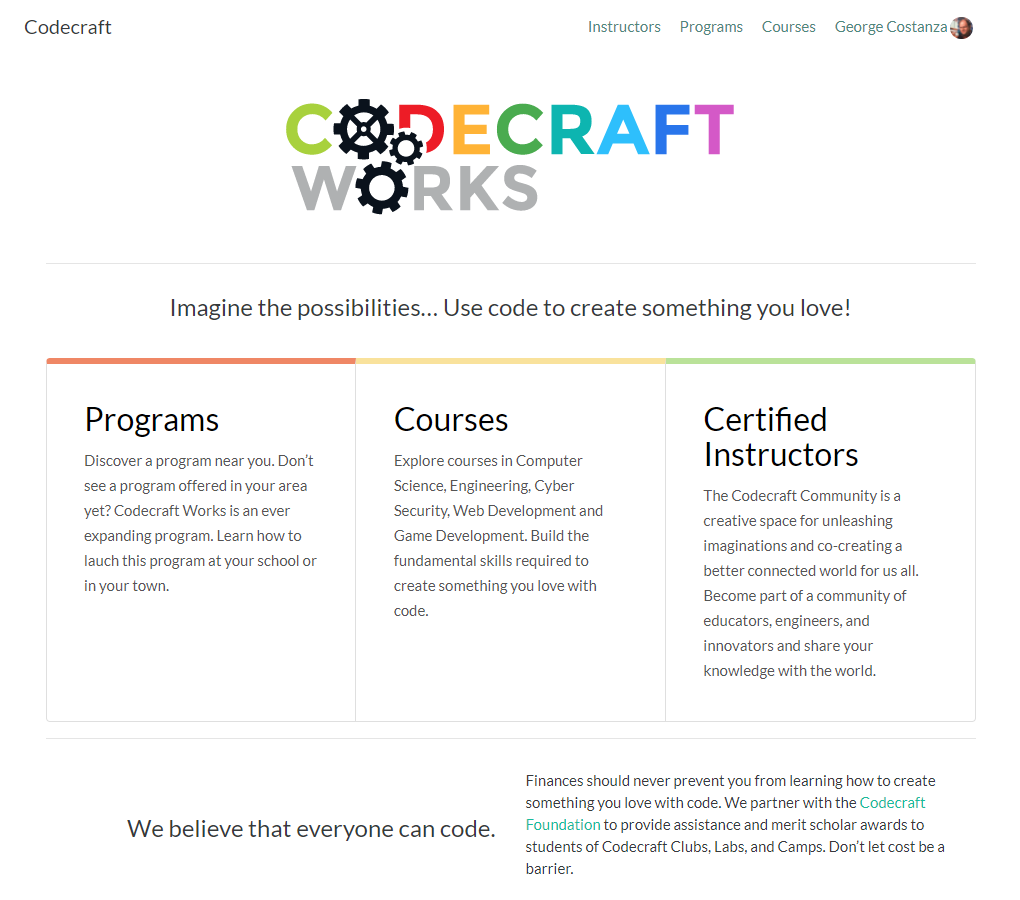 Codecraft
Instructors Programs Courses George Costanza
CODECRAFT
WORKS
Imagine the possibilities... Use code to create something you love!
Programs
Discover a program near you. Don't
see a program offered in your area
yet? Codecraft Works is an ever
expanding program. Learn how to
lauch this program at your school or
in your town.
Courses
Explore courses in Computer
Science, Engineering, Cyber
Security, Web Development and
Game Development. Build the
fundamental skills required to
create something you love with
code.
Certified
Instructors
The Codecraft Community is a
creative space for unleashing
imaginations and co-creating a
better connected world for us all.
Become part of a community of
educators, engineers, and
innovators and share your
knowledge with the world.
We believe that everyone can code.
Finances should never prevent you from learning how to create
something you love with code. We partner with the Codecraft
Foundation to provide assistance and merit scholar awards to
students of Codecraft Clubs, Labs, and Camps. Don't let cost be a
barrier.